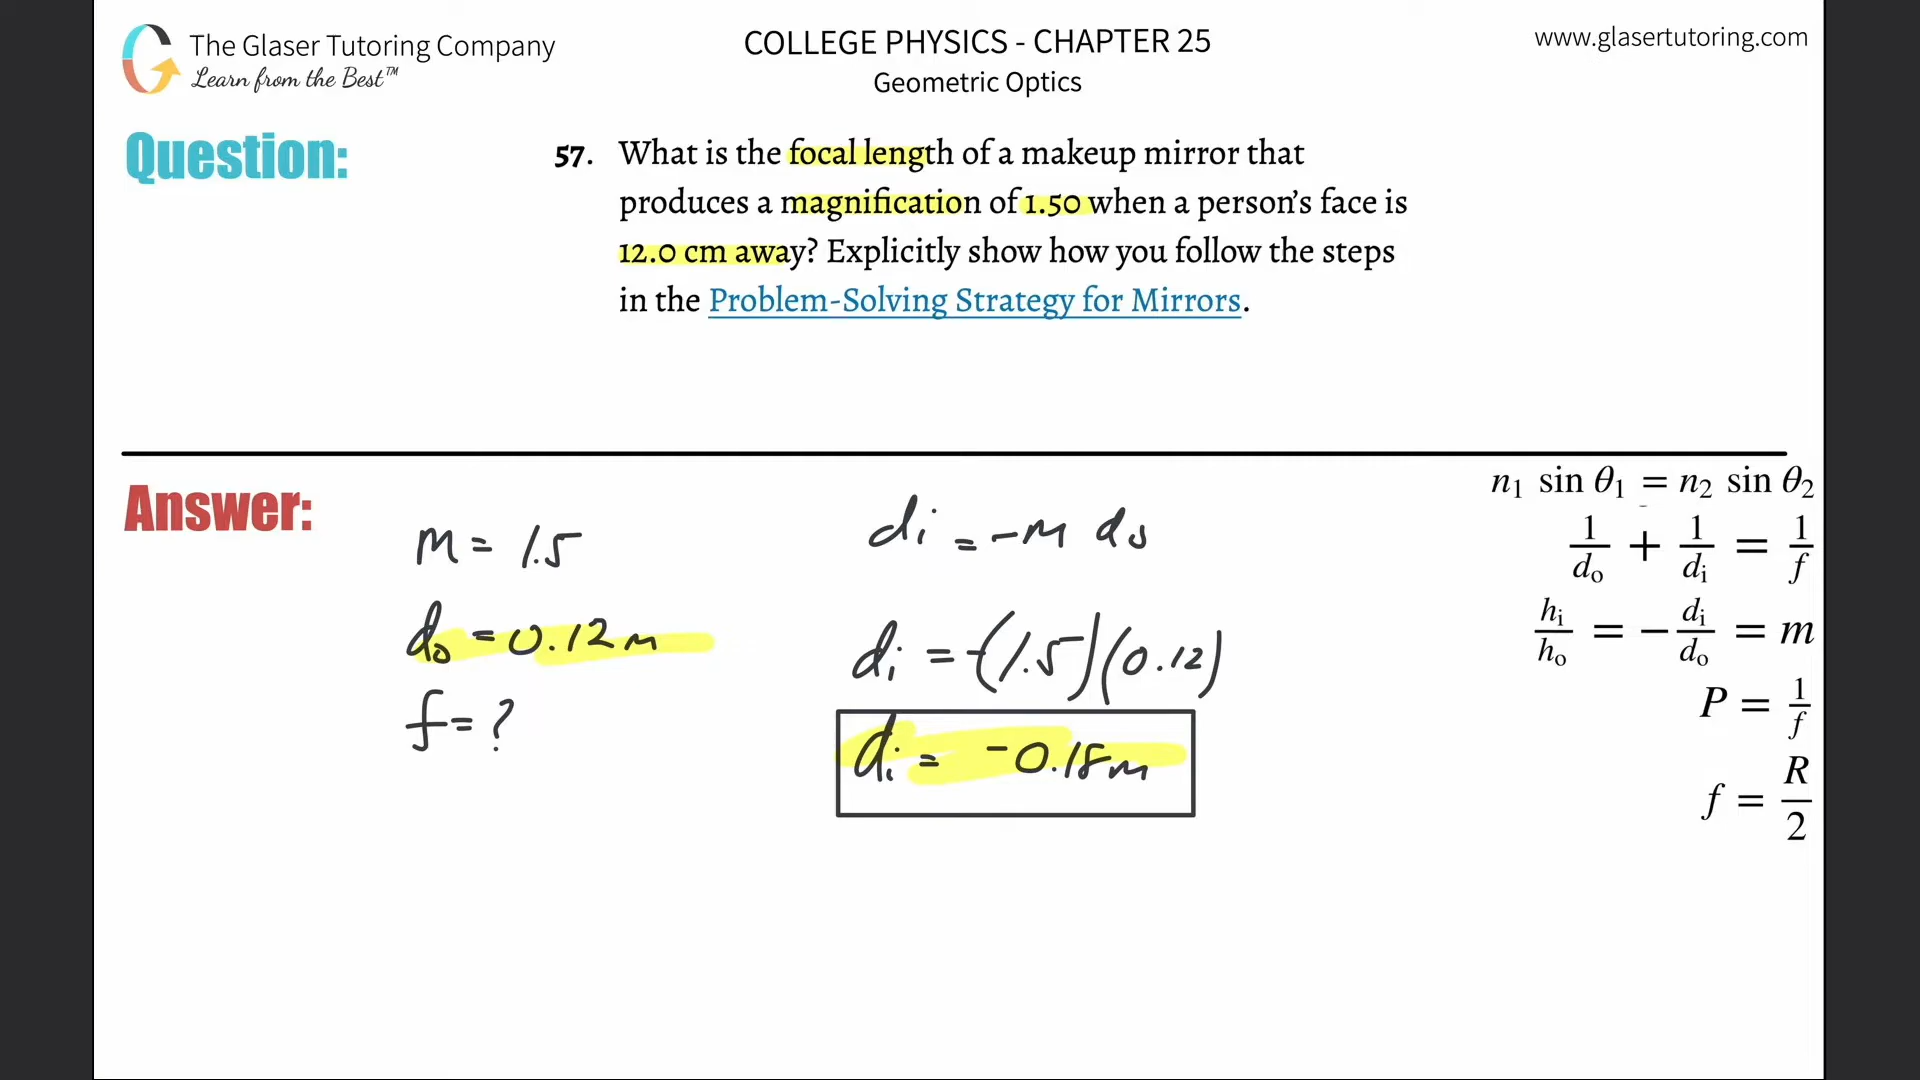 The Glaser Tutoring Company
Learn from the Best™
COLLEGE PHYSICS - CHAPTER 25
Geometric Optics
www.glasertutoring.com
Question:
57. What is the focal length of a makeup mirror that
produces a magnification of 1.50 when a person’s face is
12.0 cm away? Explicitly show how you follow the steps
in the Problem-Solving Strategy for Mirrors.
Answer:
m = 1.5
do = 0.12m
f = ?
di = -m do
di = -(1.5)(0.12)
di = -0.18m
n₁ sin θ₁ = n₂ sin θ₂
1/dₒ + 1/dᵢ = 1/f
hᵢ/hₒ = −dᵢ/dₒ = m
P = 1/f
f = R/2